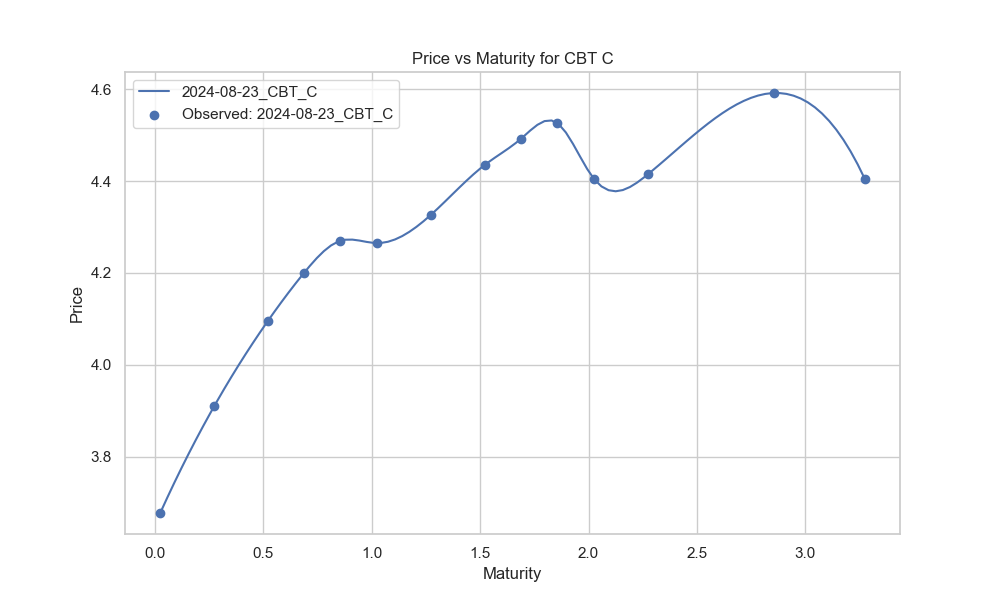 Price vs Maturity for CBT C
2024-08-23_CBT_C
Observed: 2024-08-23_CBT_C
Price
4.6
4.4
4.2
4.0
3.8
0.0 0.5 1.0 1.5 2.0 2.5 3.0
Maturity